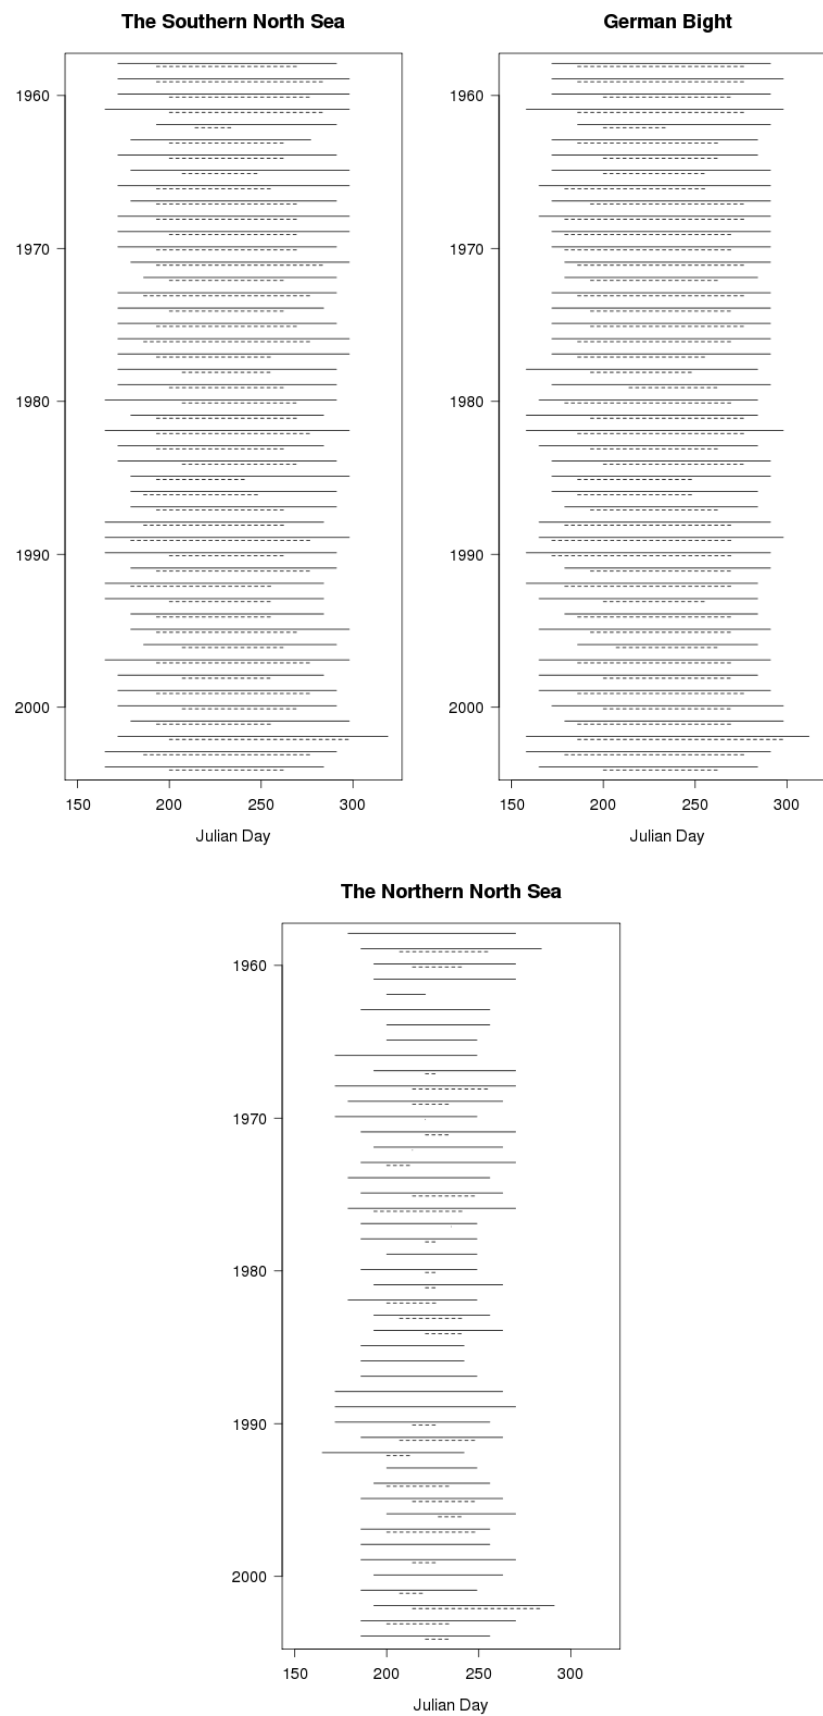 The Southern North Sea
1960
1970
1980
1990
2000
150 200 250 300
Julian Day
German Bight
1960
1970
1980
1990
2000
150 200 250 300
Julian Day
The Northern North Sea
1960
1970
1980
1990
2000
150 200 250 300
Julian Day